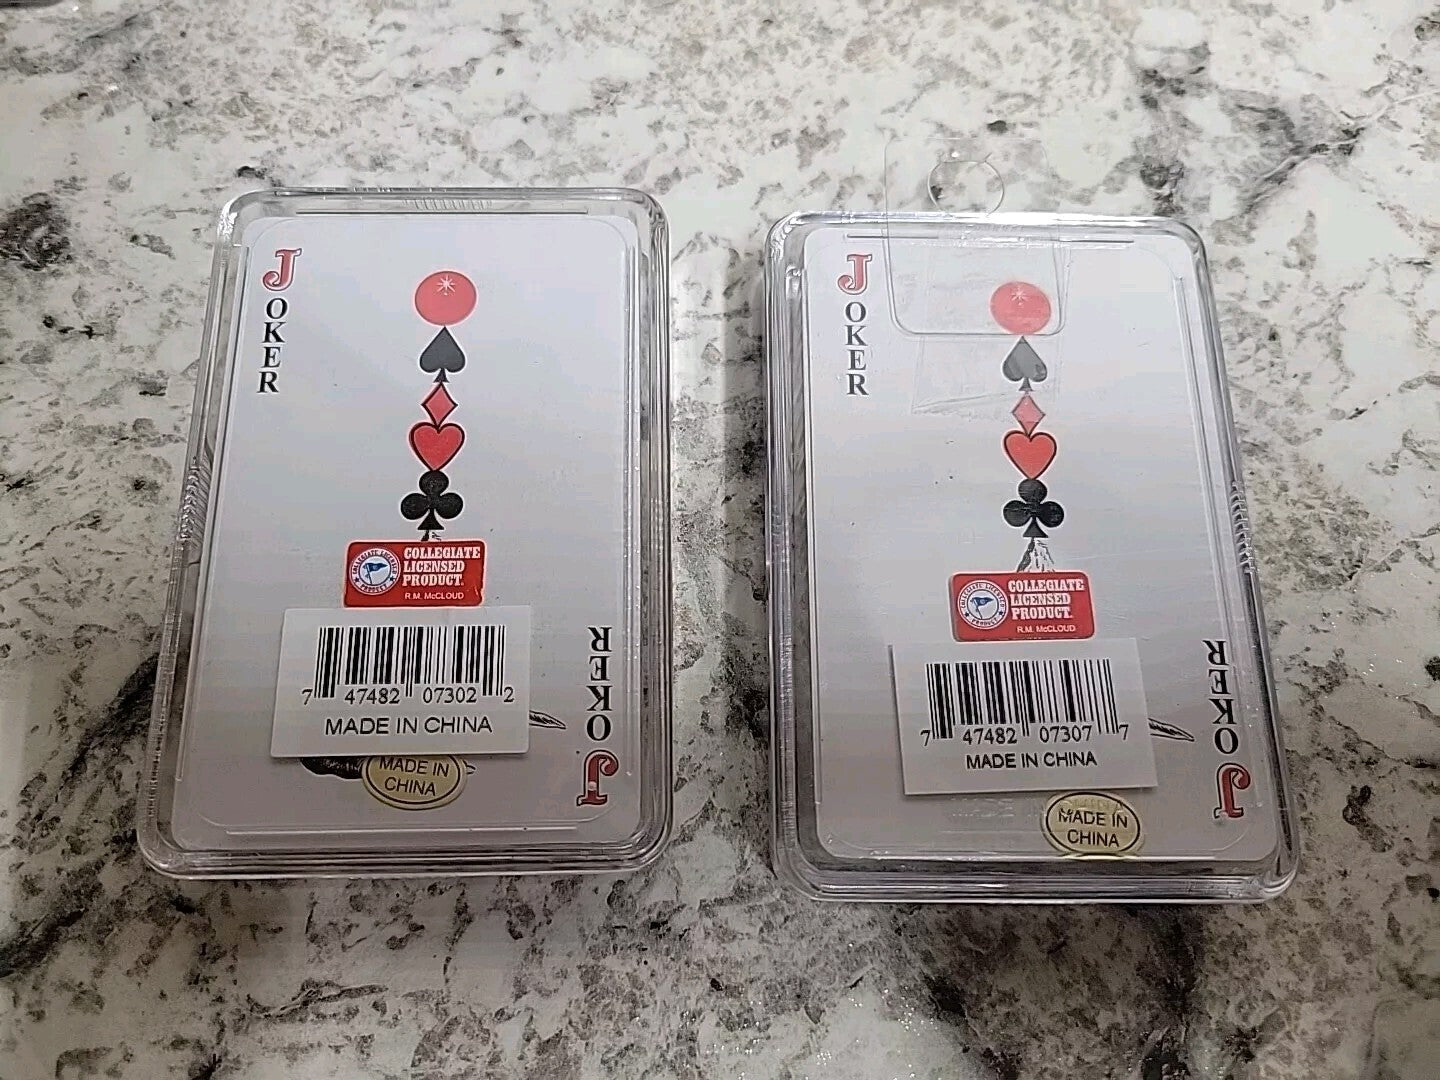 JOKER
COLLEGIATE
LICENSED
PRODUCT.
R.M. McCLOUD
7 47482 07302 2
MADE IN CHINA
MADE IN
CHINA
JOKER
JOKER
COLLEGIATE
LICENSED
PRODUCT.
R.M. McCLOUD
7 47482 07307 7
MADE IN CHINA
MADE IN
CHINA
JOKER